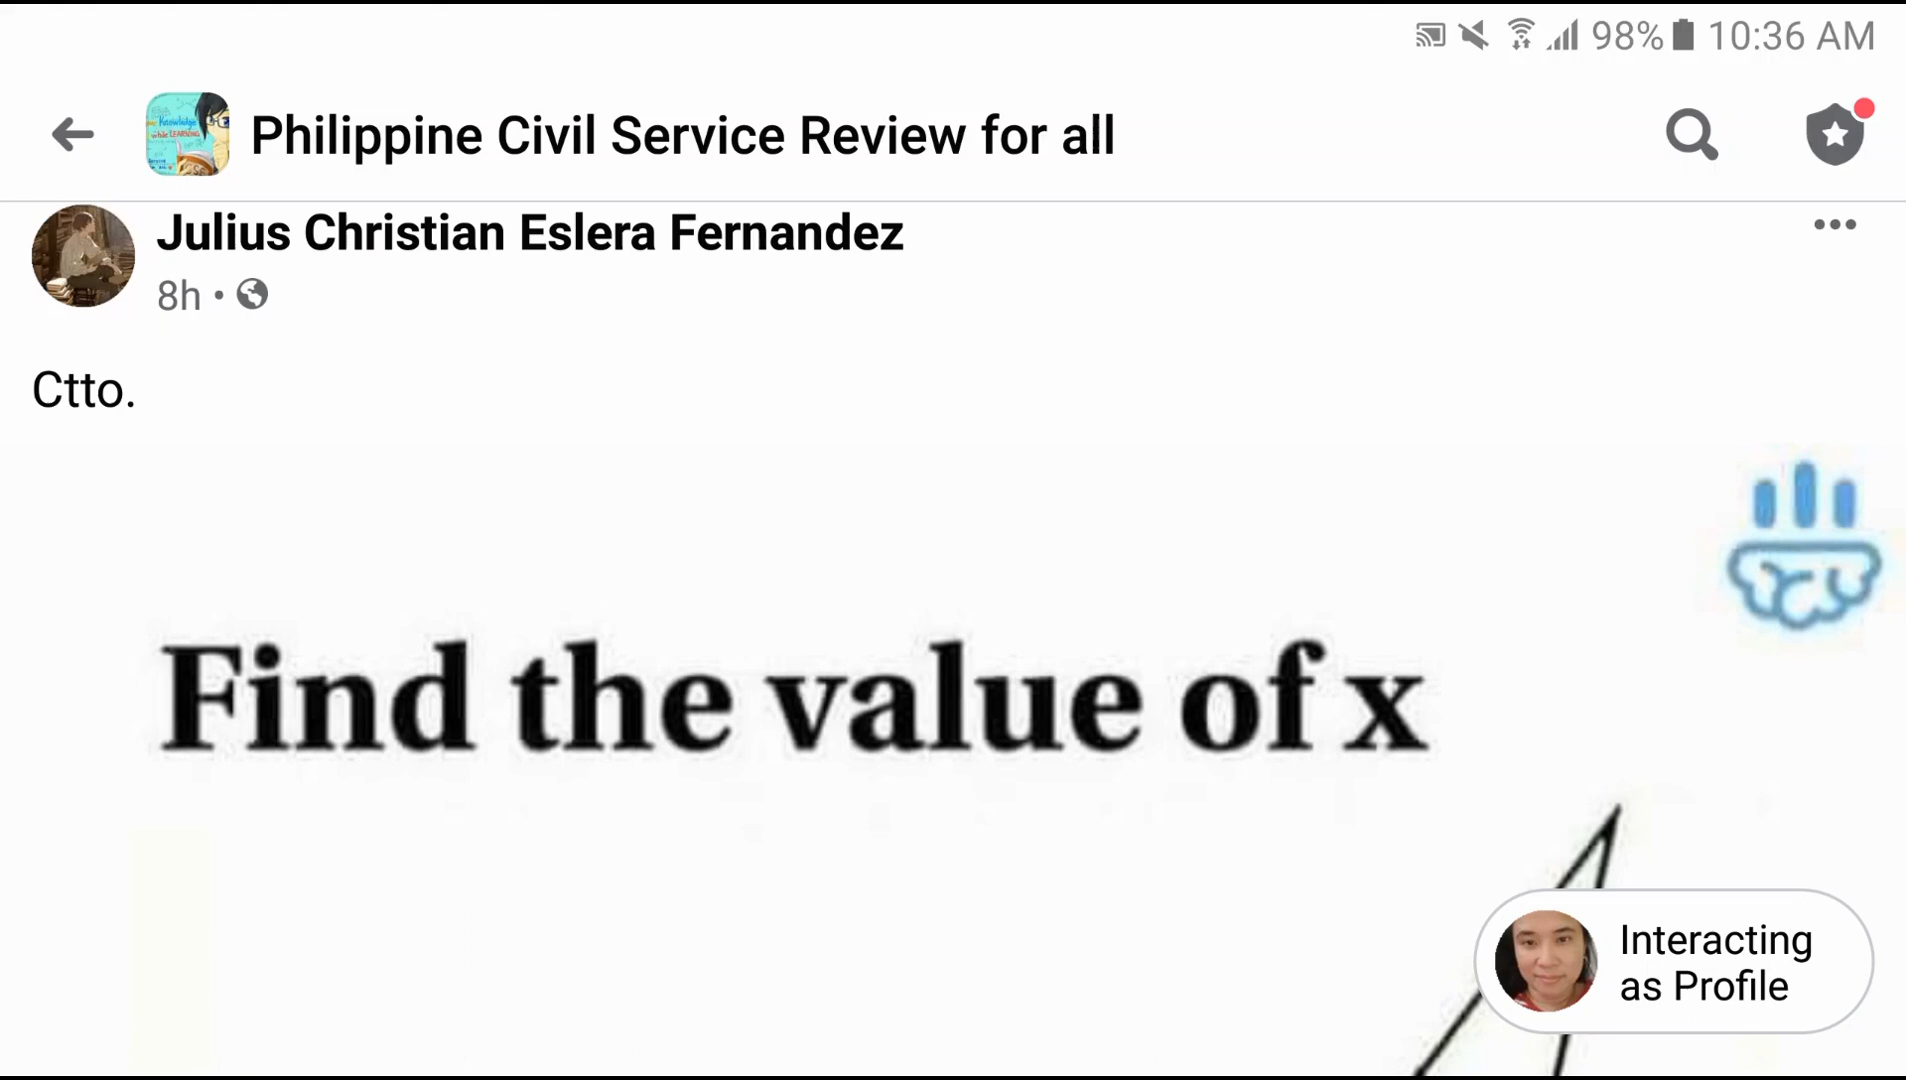 98% 10:36 AM
Philippine Civil Service Review for all
Julius Christian Eslera Fernandez
8h •
Ctto.
Find the value of x
Interacting
as Profile